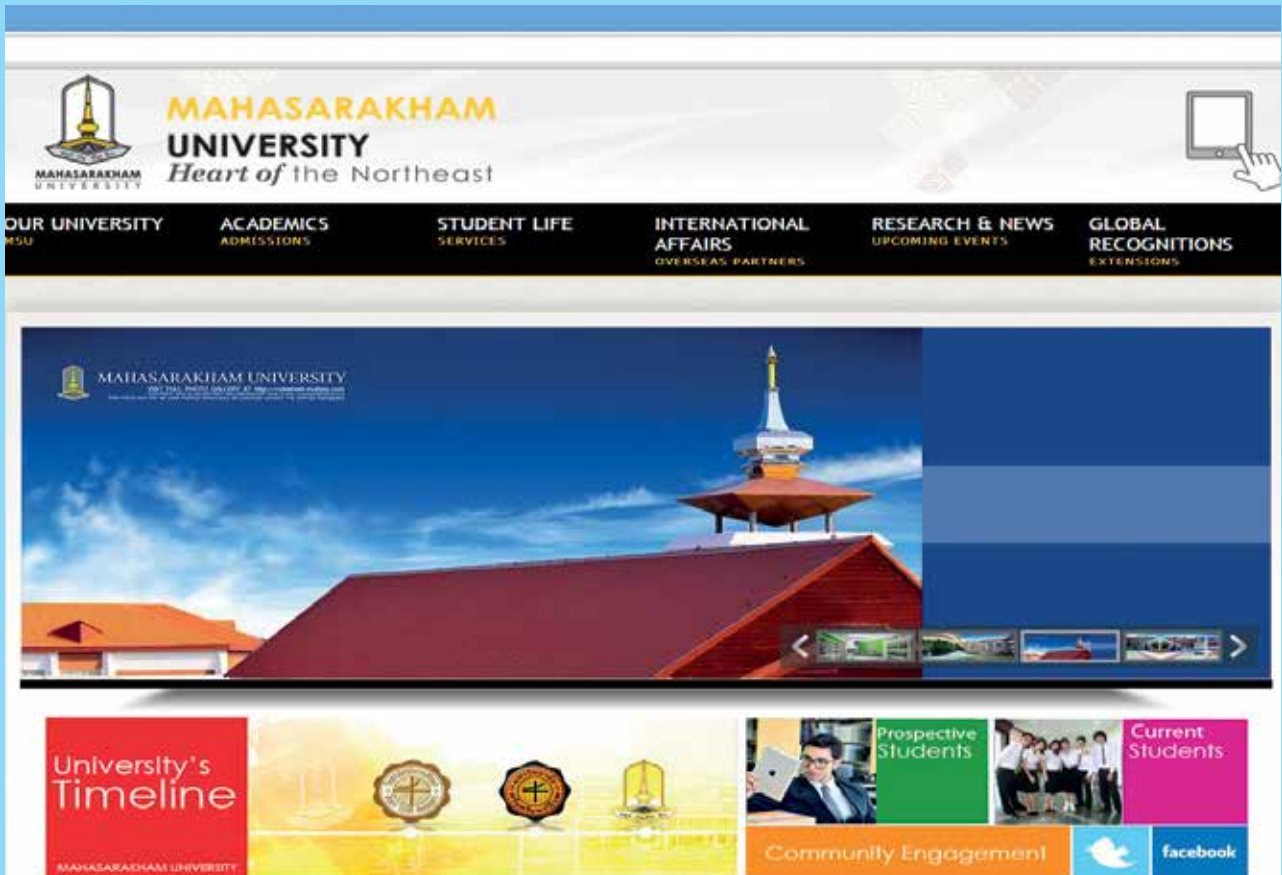 MAHASARAKHAM
UNIVERSITY
Heart of the Northeast
MAHASARAKHAM
UNIVERSITY
OUR UNIVERSITY
MSU
ACADEMICS
ADMISSIONS
STUDENT LIFE
SERVICES
INTERNATIONAL
AFFAIRS
OVERSEAS PARTNERS
RESEARCH & NEWS
UPCOMING EVENTS
GLOBAL
RECOGNITIONS
EXTENSIONS
MAHASARAKHAM UNIVERSITY
University's
Timeline
MAHASARAKHAM UNIVERSITY
Prospective
Students
Current
Students
Community Engagement
facebook